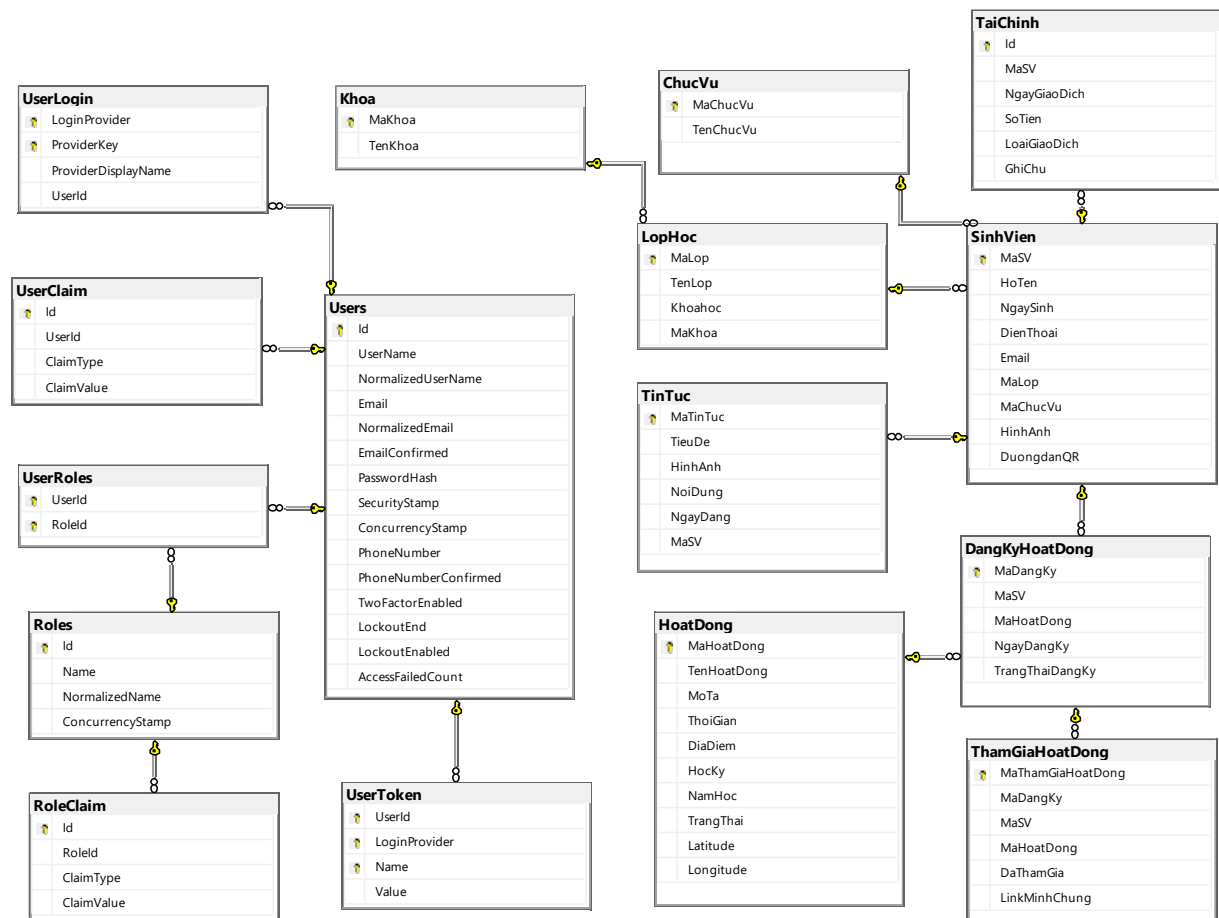 TaiChinh
Id
MaSV
NgayGiaoDich
SoTien
LoaiGiaoDich
GhiChu
ChucVu
MaChucVu
TenChucVu
Khoa
MaKhoa
TenKhoa
UserLogin
LoginProvider
ProviderKey
ProviderDisplayName
UserId
LopHoc
MaLop
TenLop
Khoahoc
MaKhoa
SinhVien
MaSV
HoTen
NgaySinh
DienThoai
Email
MaLop
MaChucVu
HinhAnh
DuongdanQR
UserClaim
Id
UserId
ClaimType
ClaimValue
Users
Id
UserName
NormalizedUserName
Email
NormalizedEmail
EmailConfirmed
PasswordHash
SecurityStamp
ConcurrencyStamp
PhoneNumber
PhoneNumberConfirmed
TwoFactorEnabled
LockoutEnd
LockoutEnabled
AccessFailedCount
TinTuc
MaTinTuc
TieuDe
HinhAnh
NoiDung
NgayDang
MaSV
UserRoles
UserId
RoleId
DangKyHoatDong
MaDangKy
MaSV
MaHoatDong
NgayDangKy
TrangThaiDangKy
Roles
Id
Name
NormalizedName
ConcurrencyStamp
HoatDong
MaHoatDong
TenHoatDong
MoTa
ThoiGian
DiaDiem
HocKy
NamHoc
TrangThai
Latitude
Longitude
ThamGiaHoatDong
MaThamGiaHoatDong
MaDangKy
MaSV
MaHoatDong
DaThamGia
LinkMinhChung
UserToken
UserId
LoginProvider
Name
Value
RoleClaim
Id
RoleId
ClaimType
ClaimValue